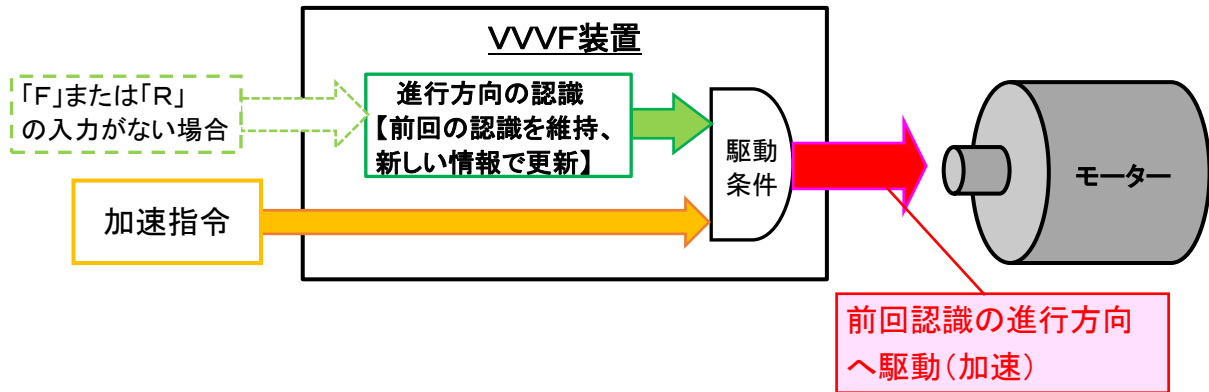 VVVF装置
「F」または「R」
の入力がない場合
進行方向の認識
【前回の認識を維持、
新しい情報で更新】
駆動
条件
モーター
加速指令
前回認識の進行方向
へ駆動(加速)